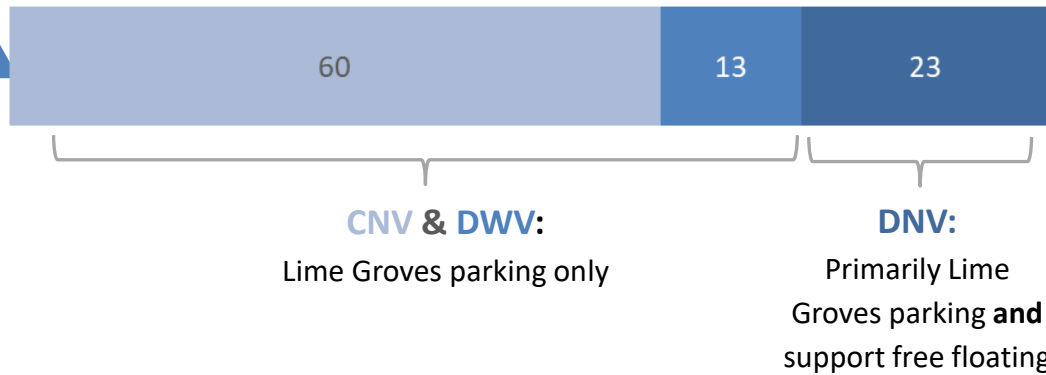 60 13 23
CNV & DWV:
Lime Groves parking only
DNV:
Primarily Lime
Groves parking and
support free floating